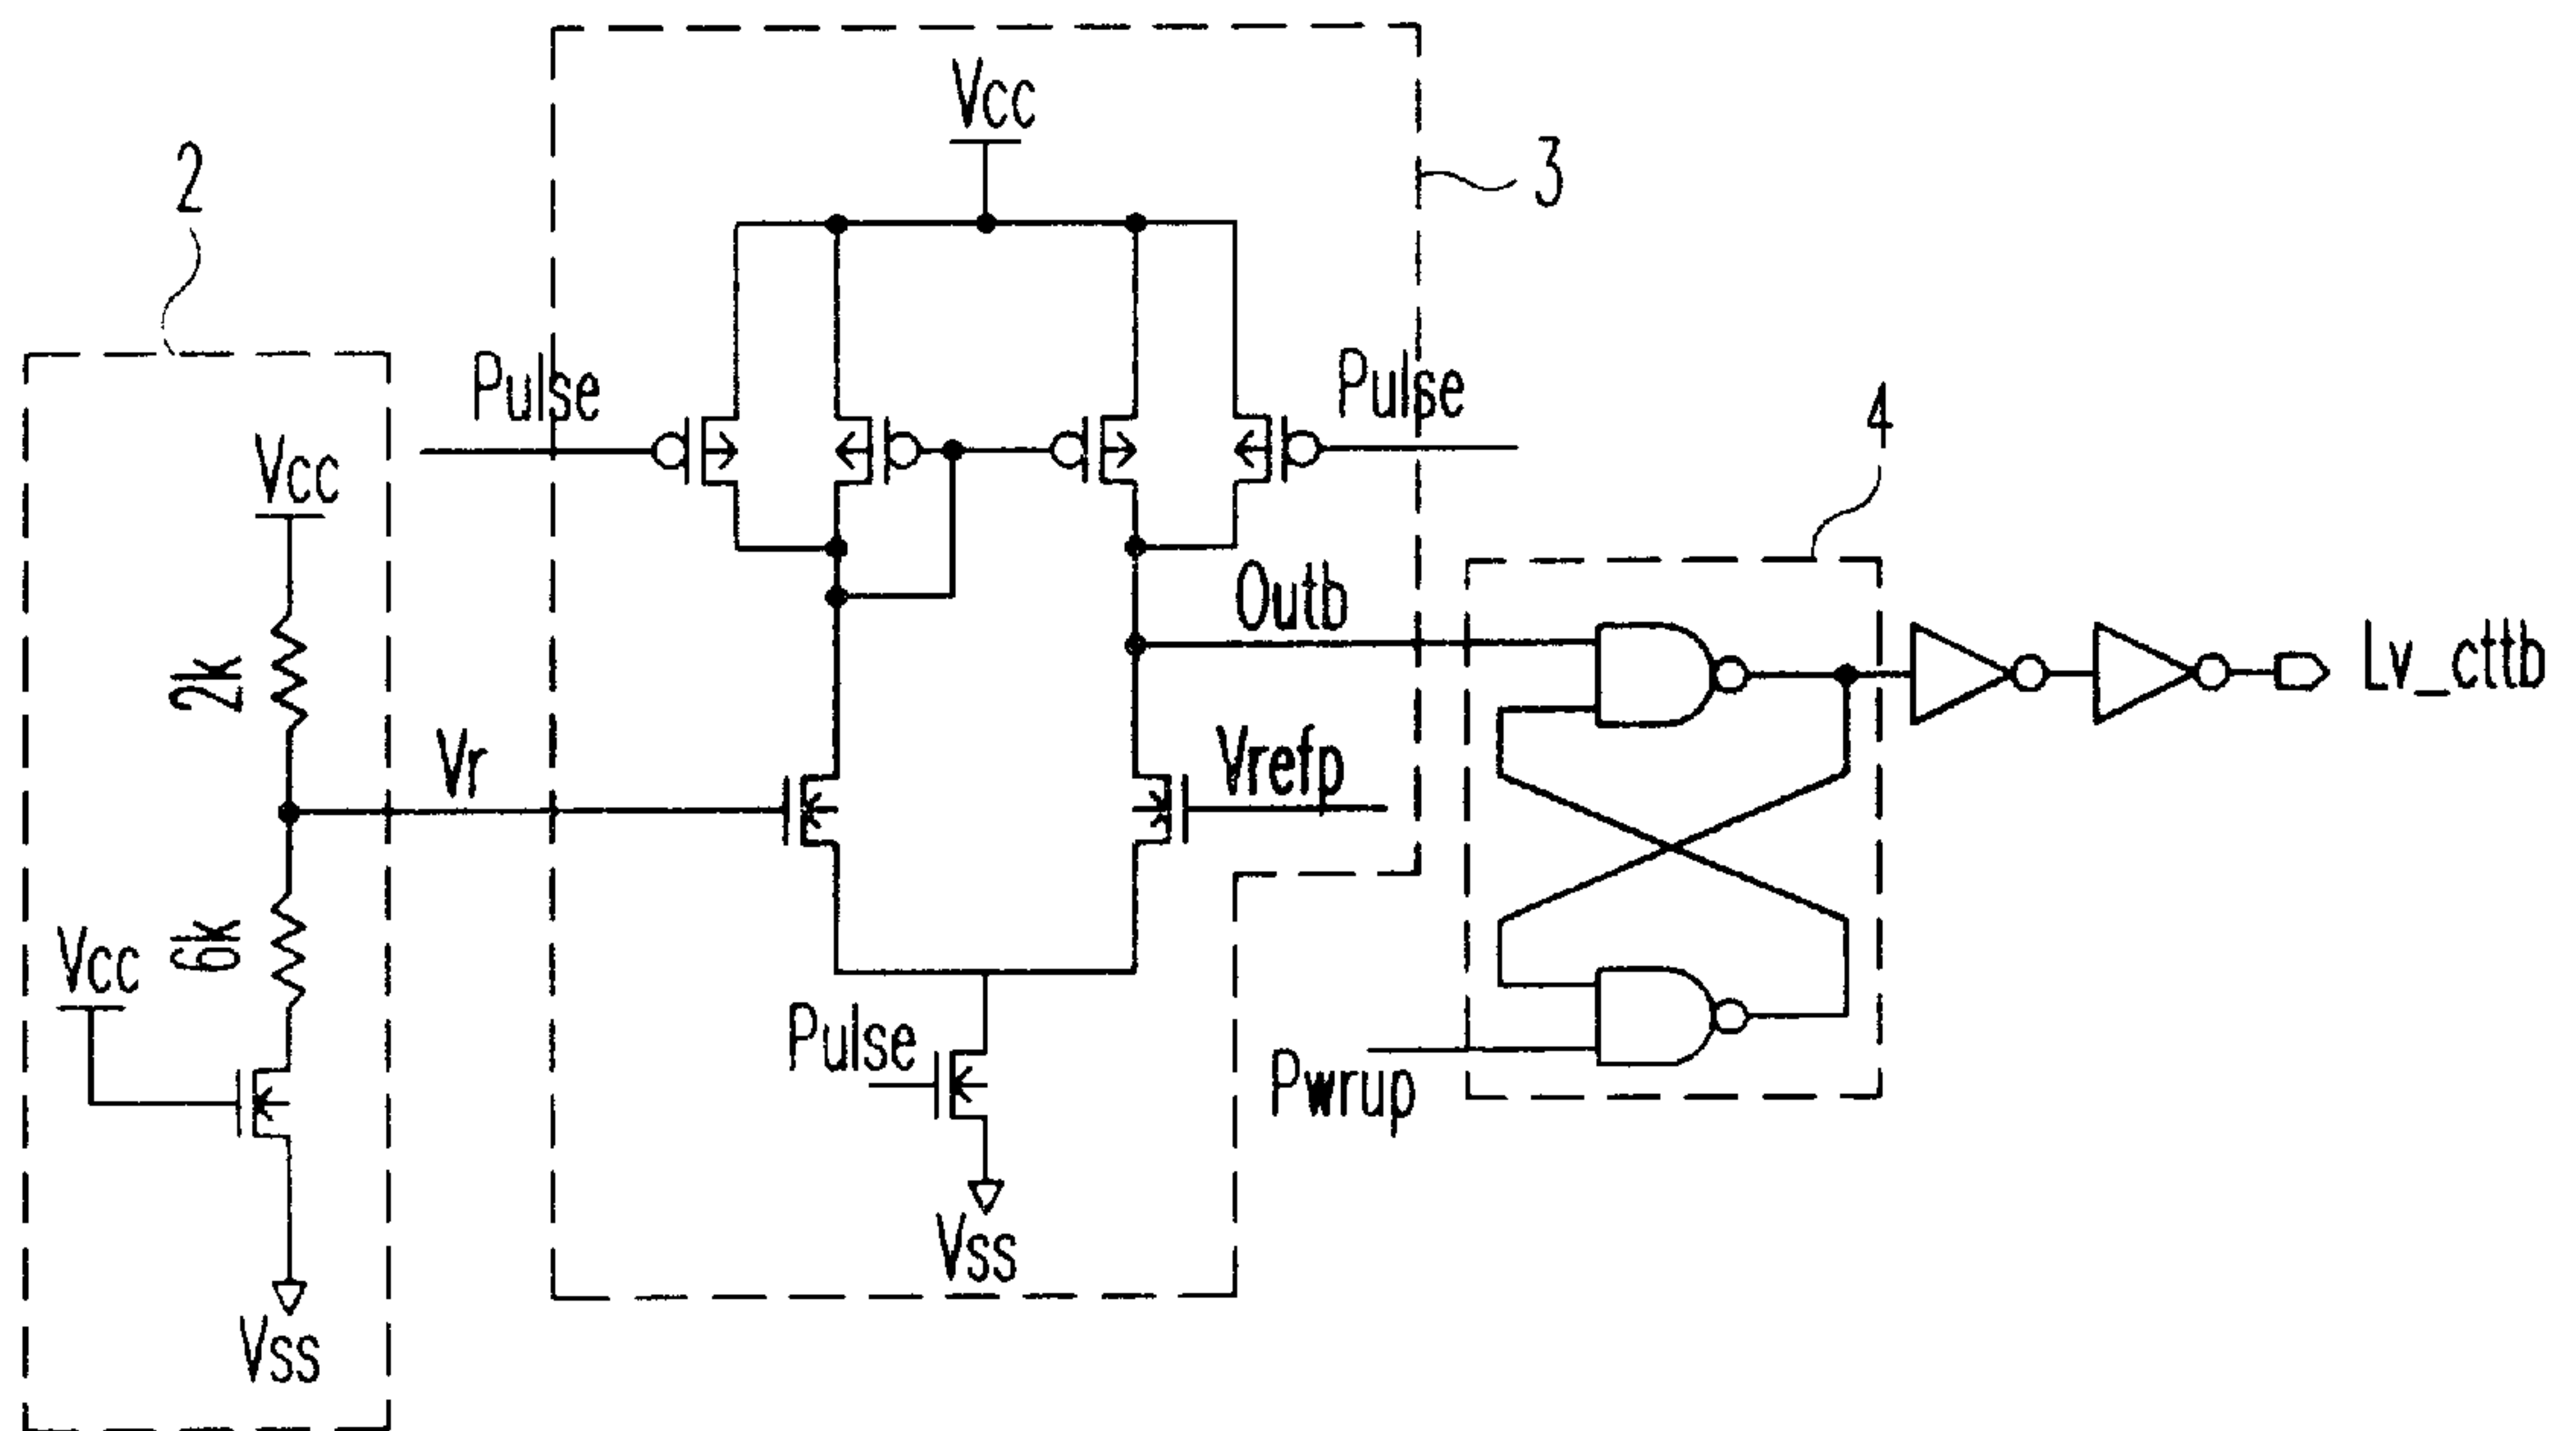 Vcc
2
3
Pulse
Pulse
4
Vcc
Outb
2k
Lv_cttb
Vr
Vrefp
Vcc
6k
Pulse
Pwrup
Vss
Vss